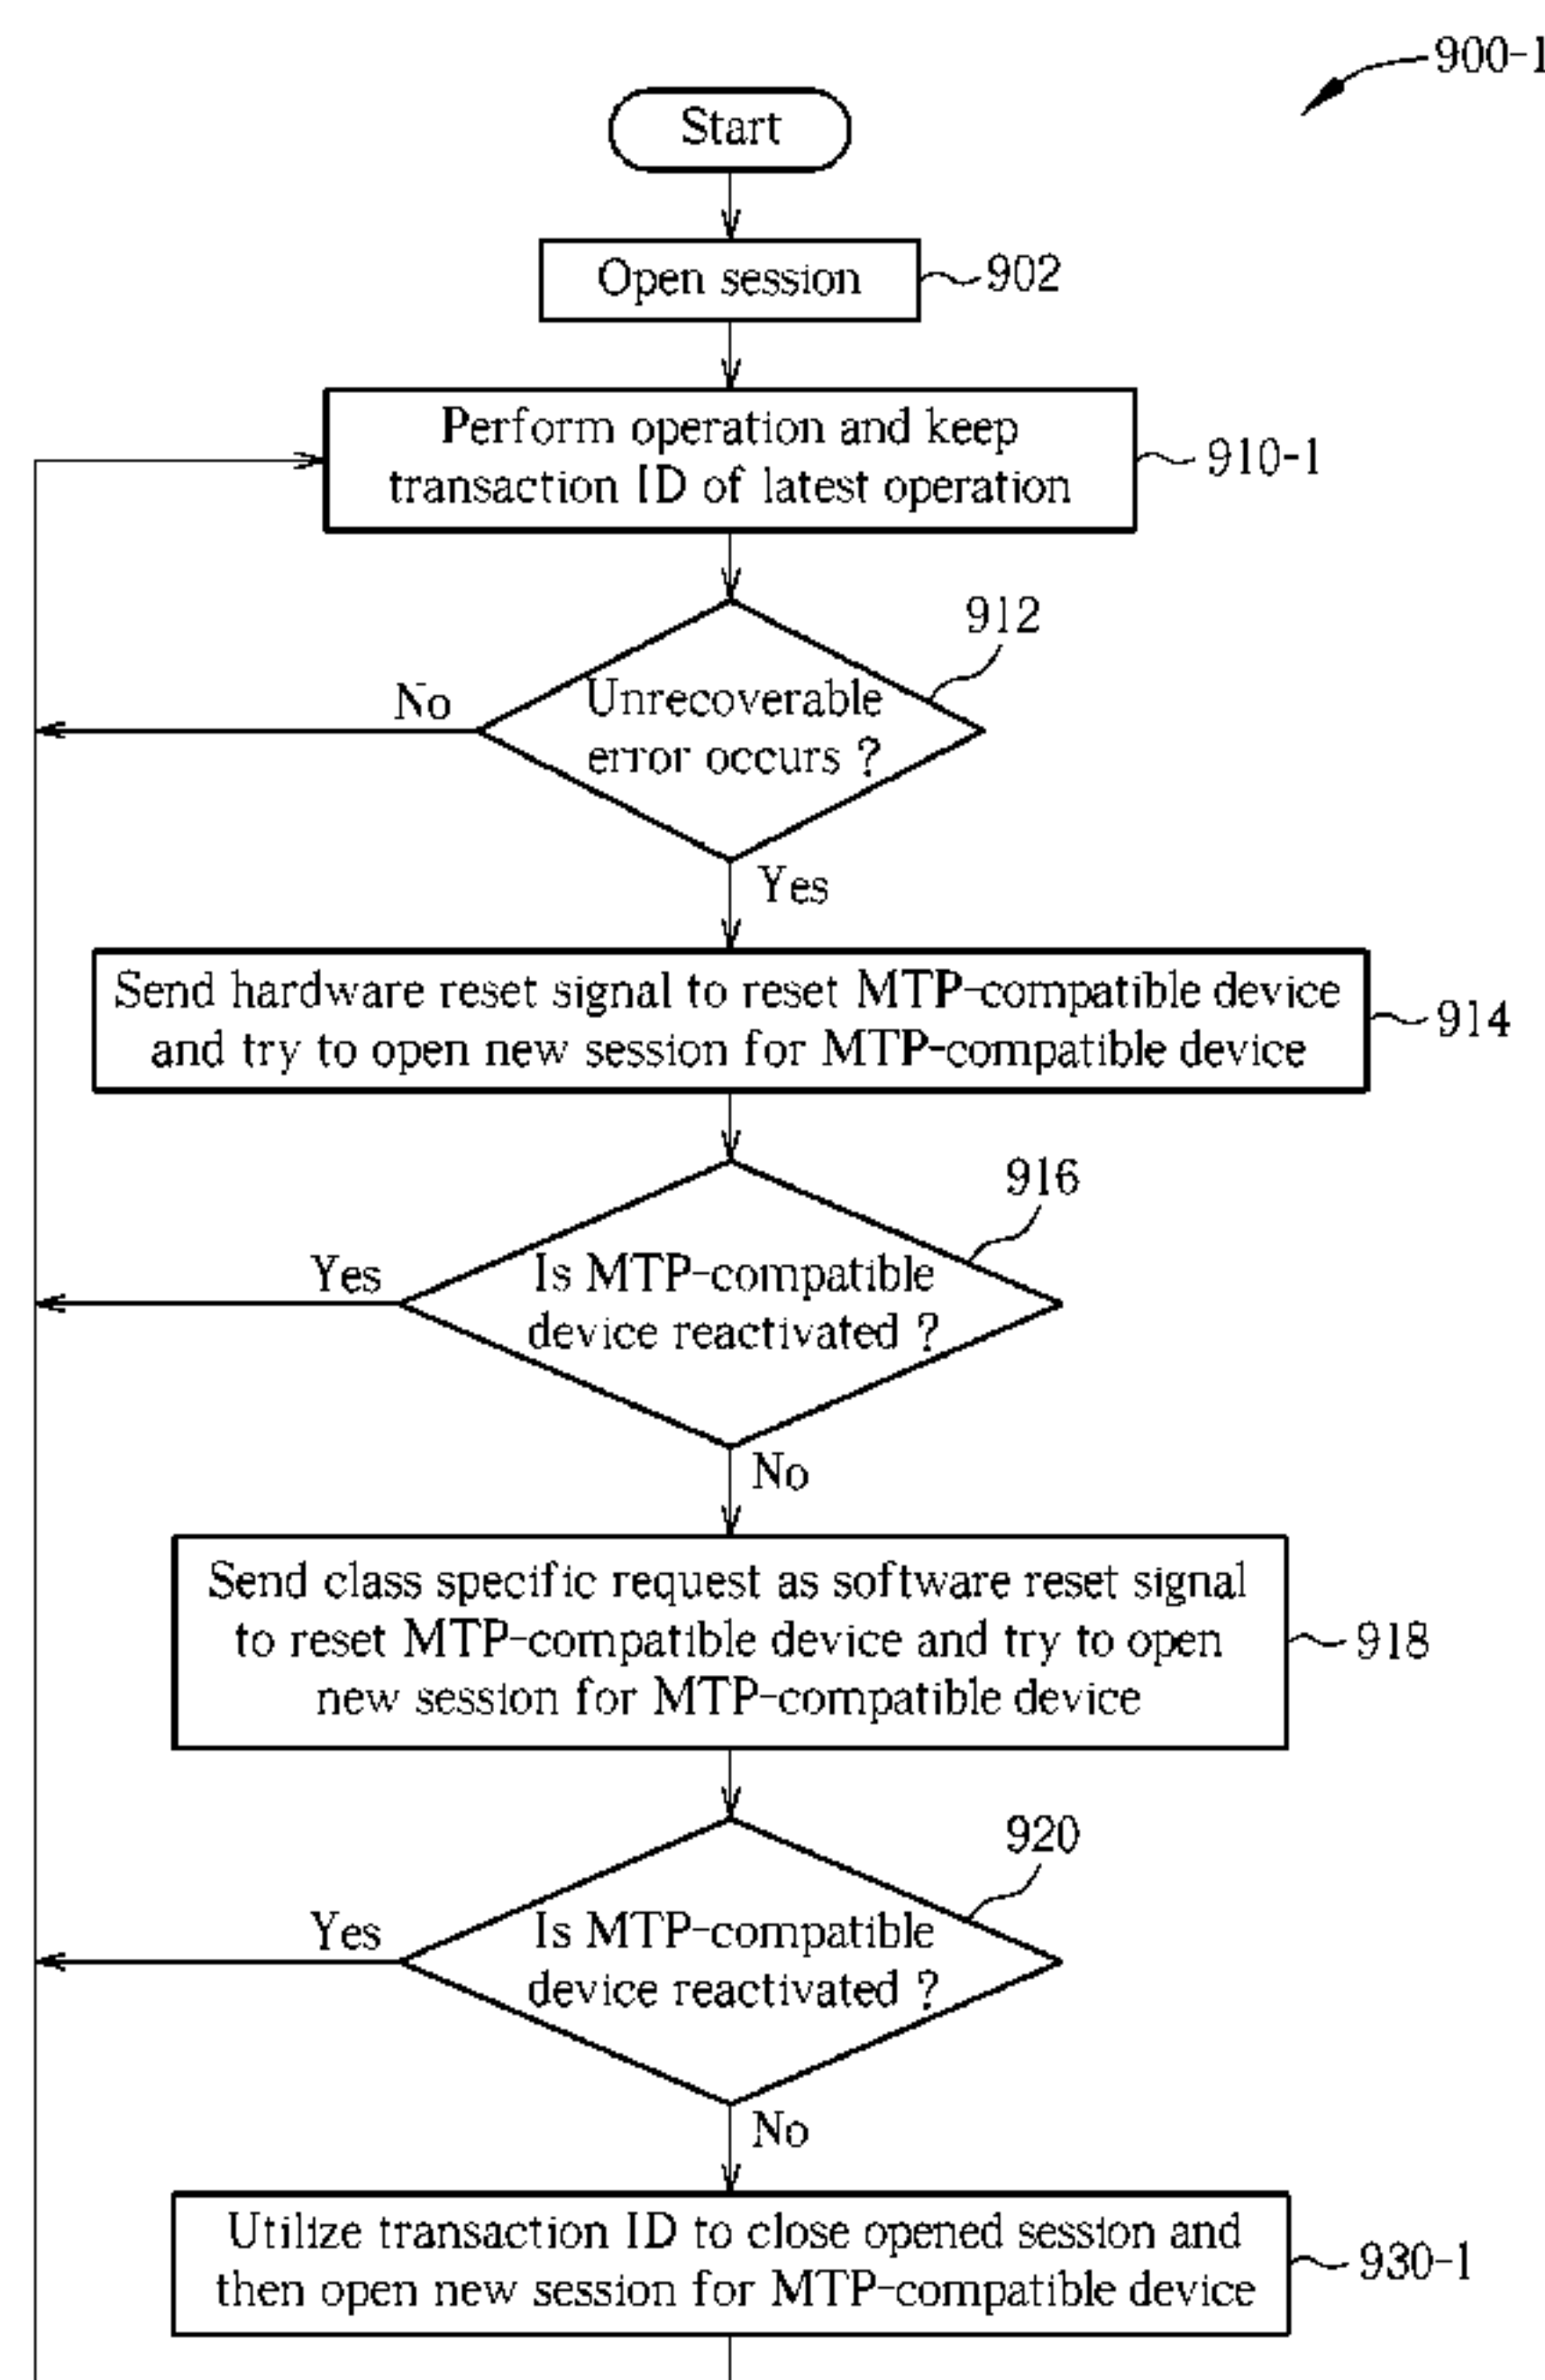 900-1
Start
Open session
902
Perform operation and keep
transaction ID of latest operation
910-1
912
Unrecoverable
error occurs ?
No
Yes
Send hardware reset signal to reset MTP-compatible device
and try to open new session for MTP-compatible device
914
916
Is MTP-compatible
device reactivated ?
Yes
No
Send class specific request as software reset signal
to reset MTP-compatible device and try to open
new session for MTP-compatible device
918
920
Is MTP-compatible
device reactivated ?
Yes
No
Utilize transaction ID to close opened session and
then open new session for MTP-compatible device
930-1